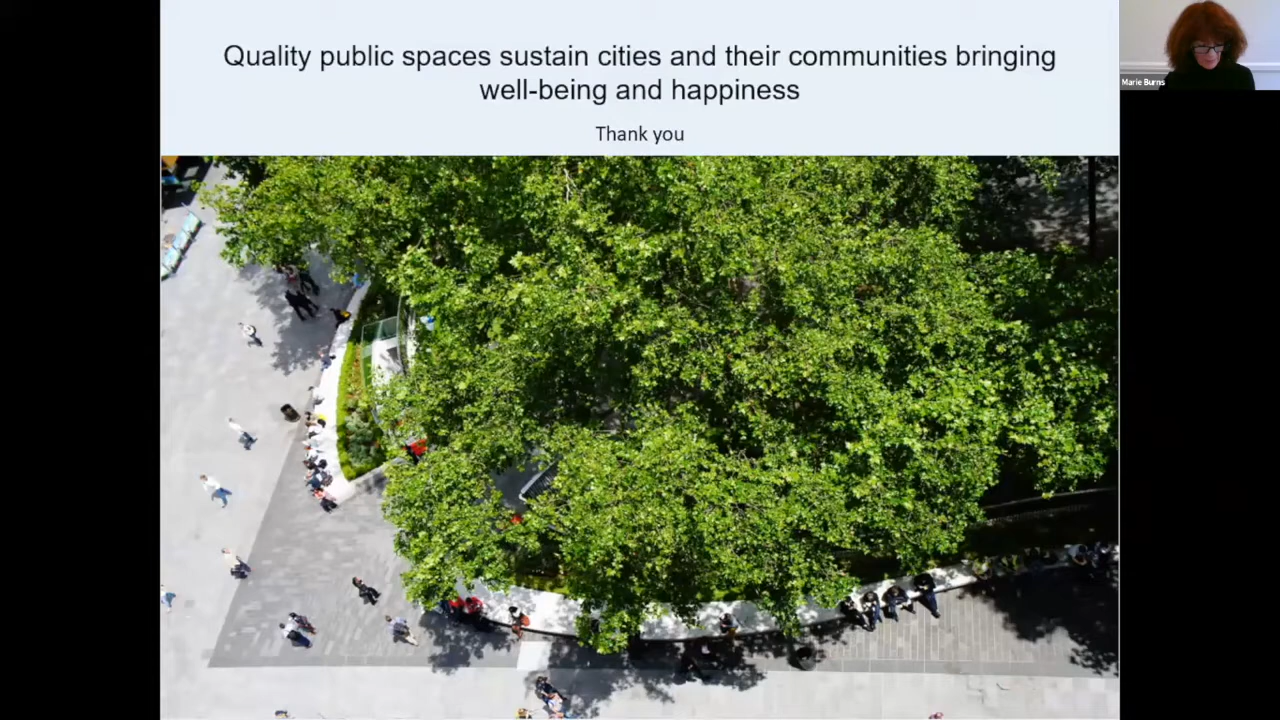 Quality public spaces sustain cities and their communities bringing
well-being and happiness
Thank you
Marie Burns